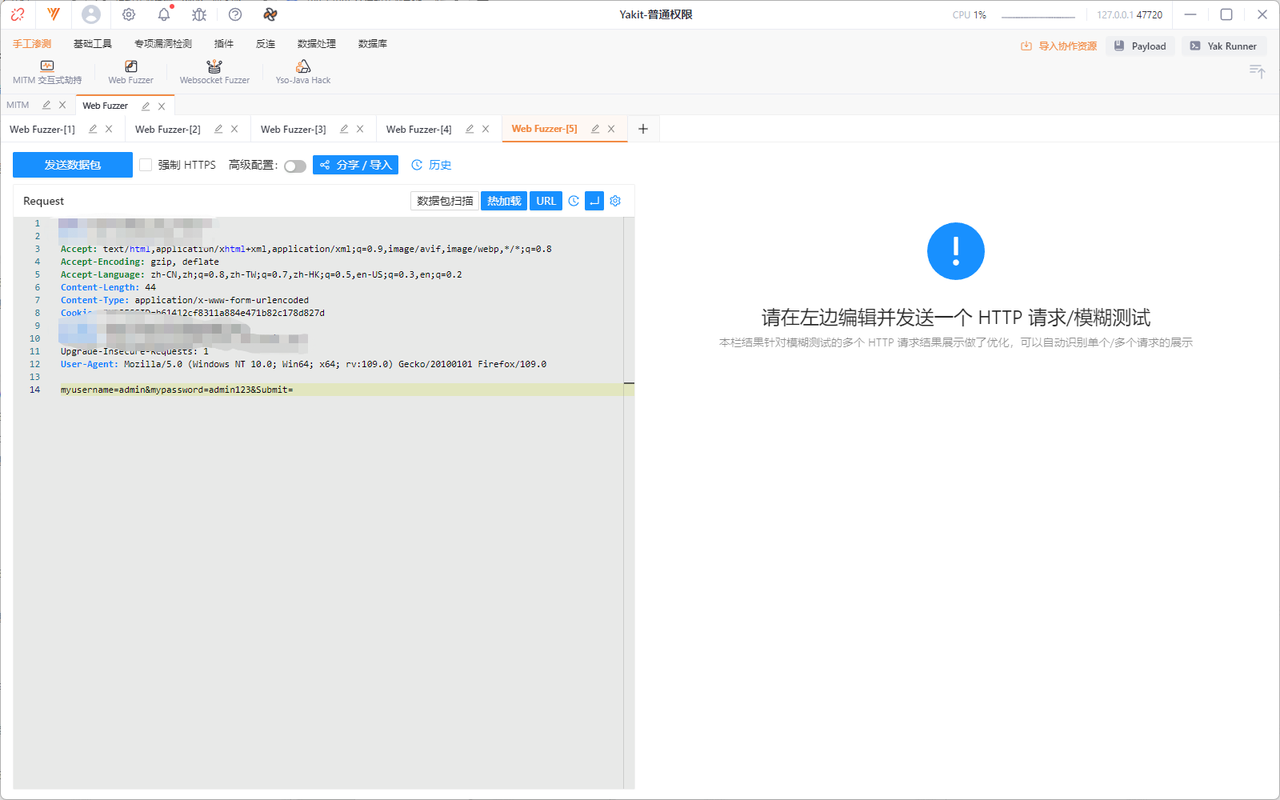 Yakit-普通权限
CPU 1%
127.0.0.1 47720
手工渗测 基础工具 专项漏洞检测 插件 反连 数据处理 数据库
导入协作资源 Payload Yak Runner
MITM 交互式劫持 Web Fuzzer Websocket Fuzzer Yso-Java Hack
MITM Web Fuzzer
Web Fuzzer-[1] Web Fuzzer-[2] Web Fuzzer-[3] Web Fuzzer-[4] Web Fuzzer-[5]
发送数据包 强制 HTTPS 高级配置: 分享 / 导入 历史
Request 数据包扫描 热加载 URL
1
2
3 Accept: text/html,application/xhtml+xml,application/xml;q=0.9,image/avif,image/webp,*/*;q=0.8
4 Accept-Encoding: gzip, deflate
5 Accept-Language: zh-CN,zh;q=0.8,zh-TW;q=0.7,zh-HK;q=0.5,en-US;q=0.3,en;q=0.2
6 Content-Length: 44
7 Content-Type: application/x-www-form-urlencoded
8 Cookie
9
10
11 Upgrade-Insecure-Requests: 1
12 User-Agent: Mozilla/5.0 (Windows NT 10.0; Win64; x64; rv:109.0) Gecko/20100101 Firefox/109.0
13
14 myusername=admin&mypassword=admin123&Submit=
请在左边编辑并发送一个 HTTP 请求/模糊测试
本栏结果针对模糊测试的多个 HTTP 请求结果展示做了优化，可以自动识别单个/多个请求的展示